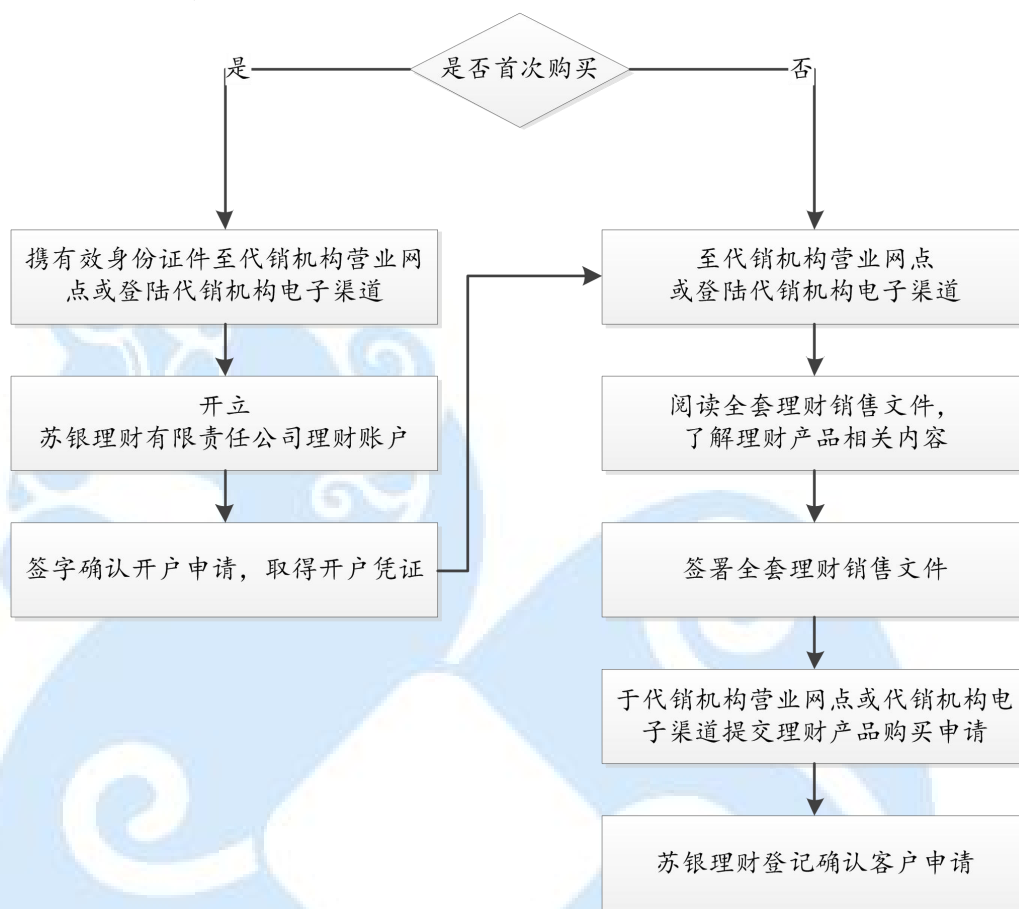 是否首次购买
是
否
携有效身份证件至代销机构营业网
点或登陆代销机构电子渠道
开立
苏银理财有限责任公司理财账户
签字确认开户申请，取得开户凭证
至代销机构营业网点
或登陆代销机构电子渠道
阅读全套理财销售文件，
了解理财产品相关内容
签署全套理财销售文件
于代销机构营业网点或代销机构电
子渠道提交理财产品购买申请
苏银理财登记确认客户申请